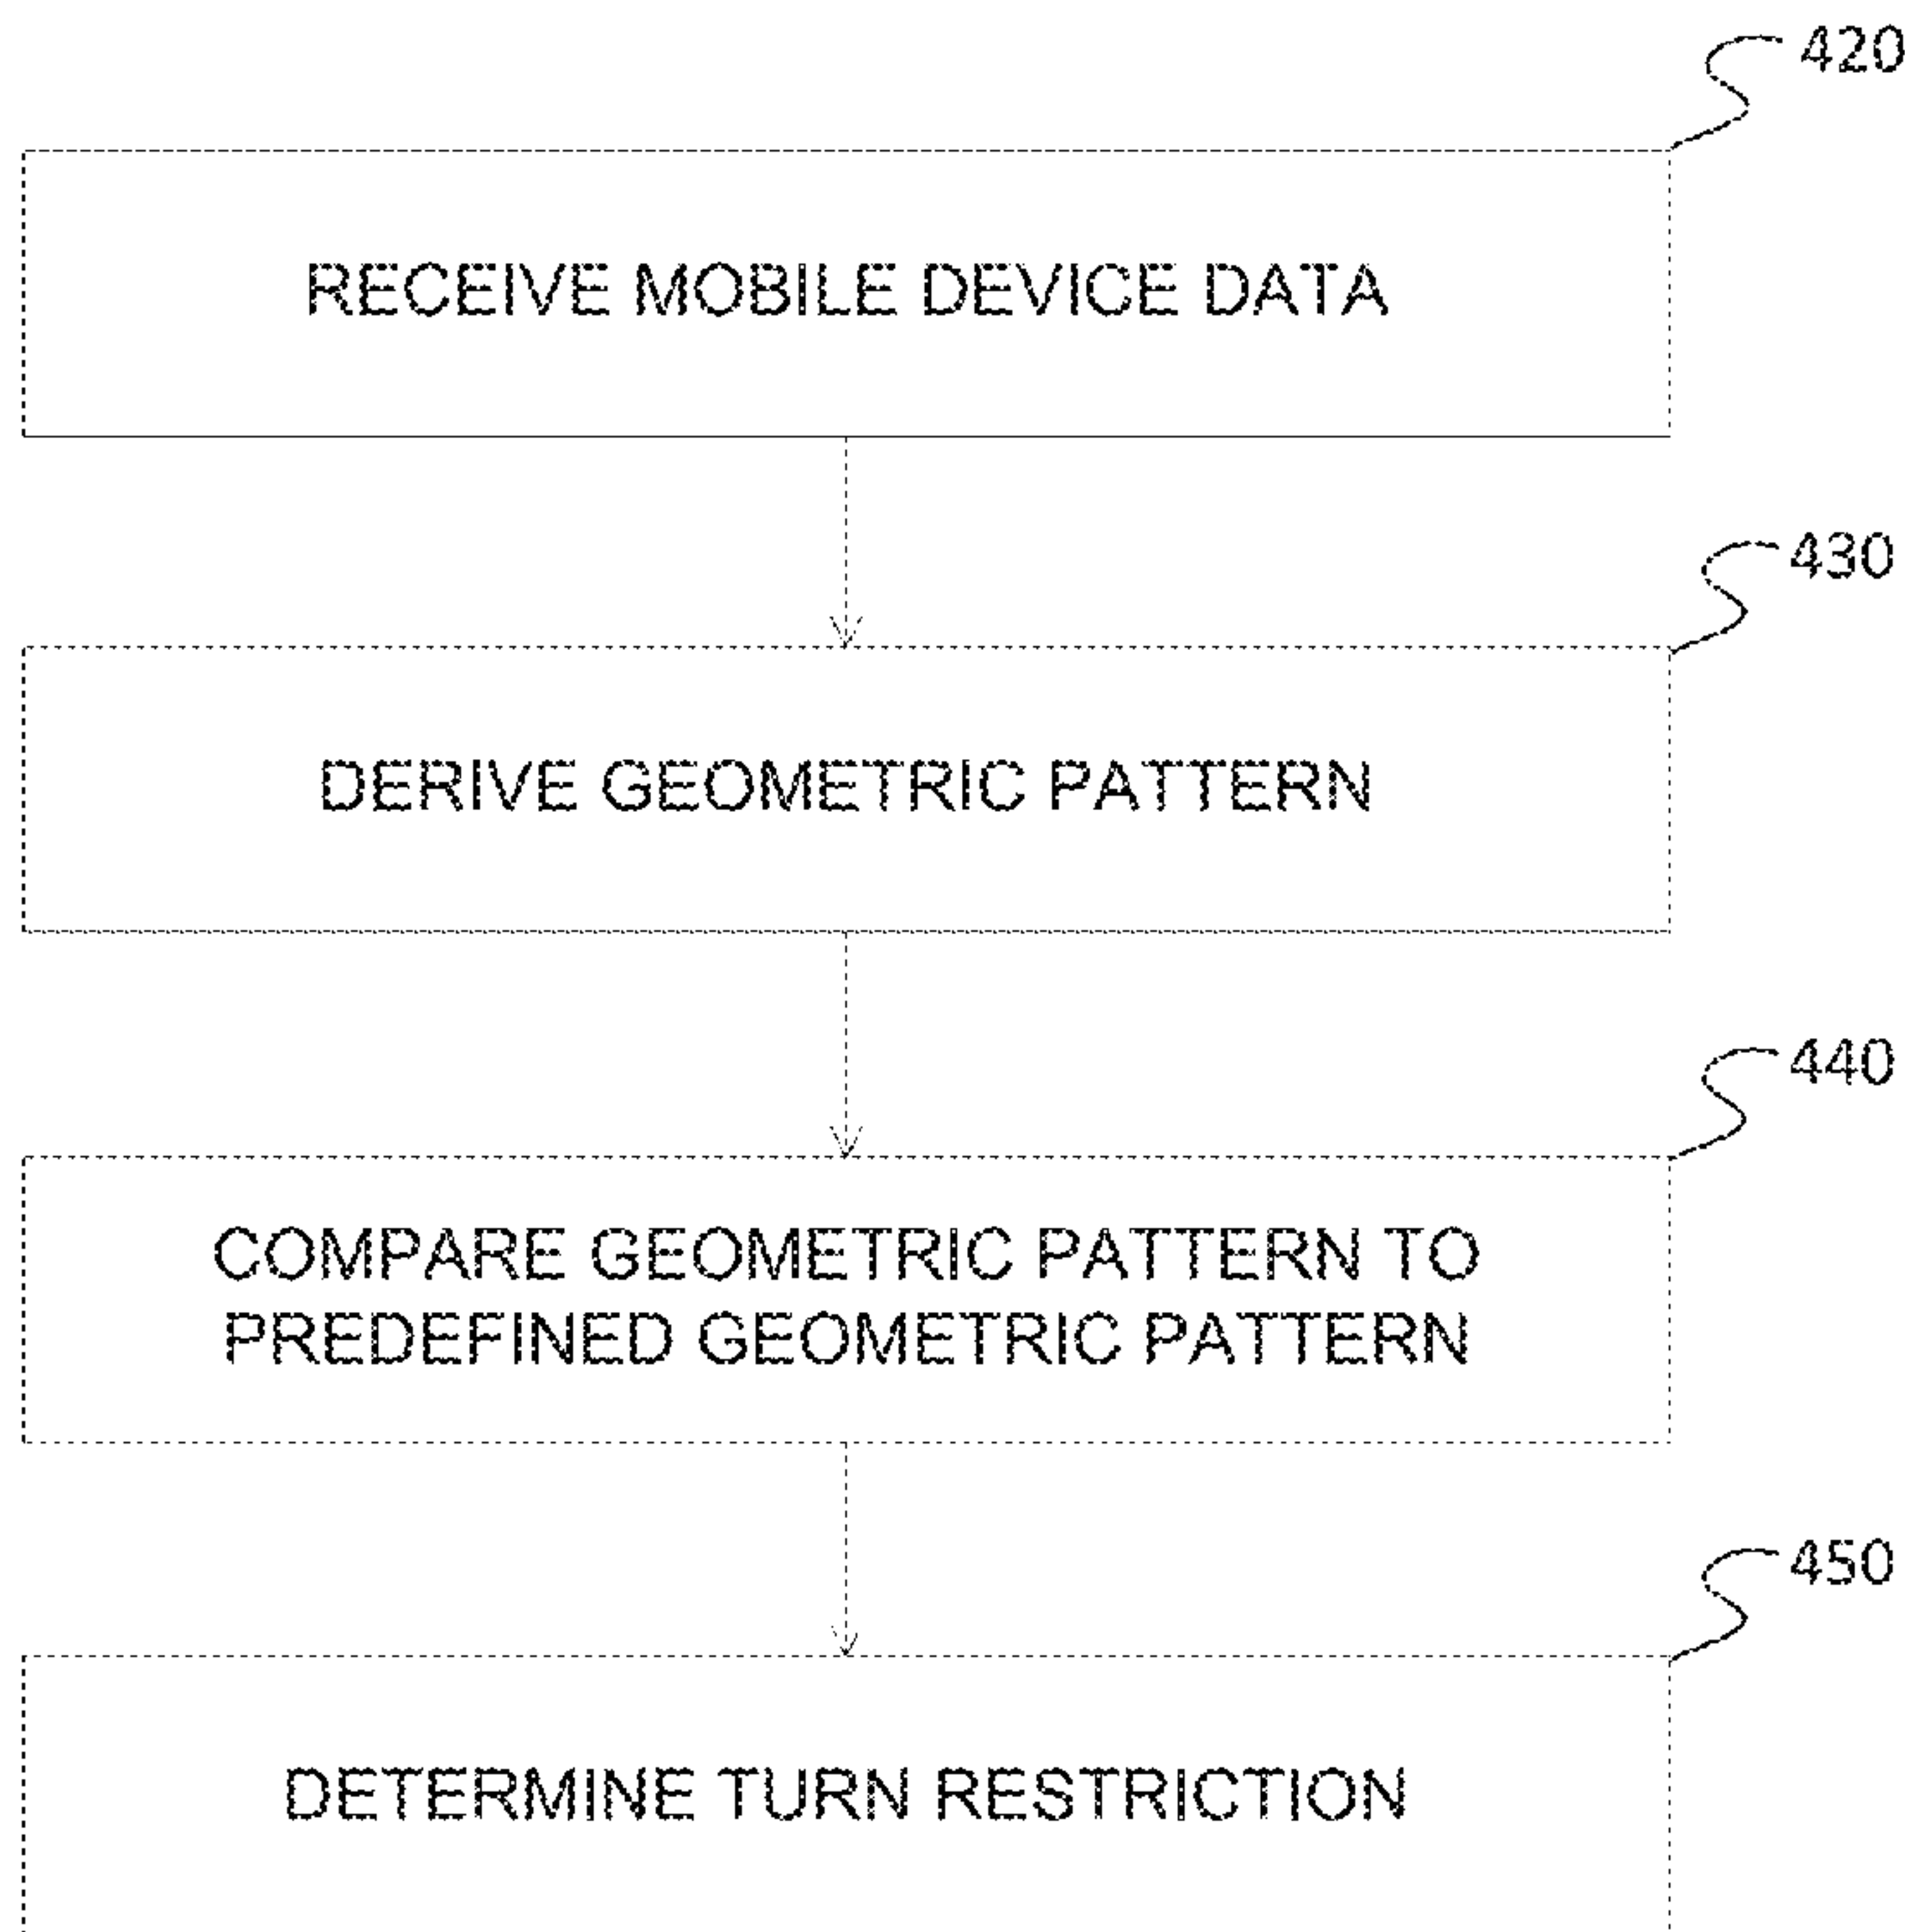 420
RECEIVE MOBILE DEVICE DATA
430
DERIVE GEOMETRIC PATTERN
440
COMPARE GEOMETRIC PATTERN TO
PREDEFINED GEOMETRIC PATTERN
450
DETERMINE TURN RESTRICTION